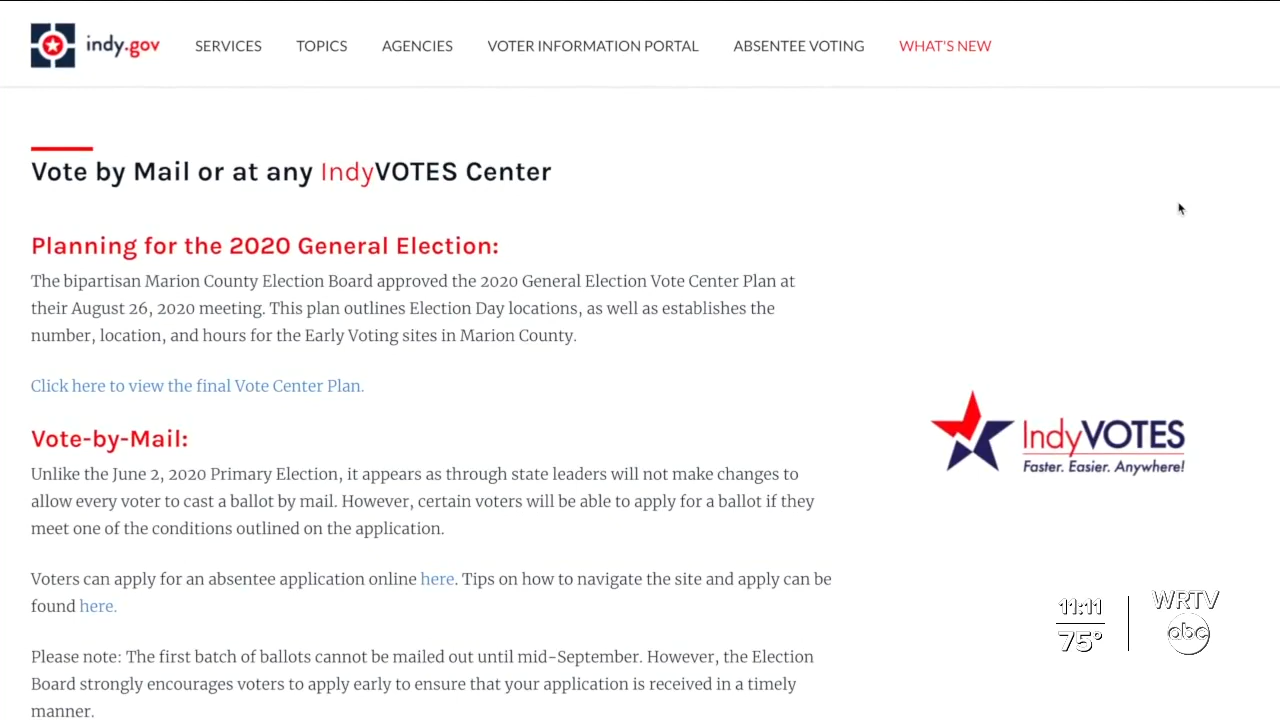 indy.gov SERVICES TOPICS AGENCIES VOTER INFORMATION PORTAL ABSENTEE VOTING WHAT'S NEW
Vote by Mail or at any IndyVOTES Center
Planning for the 2020 General Election:
The bipartisan Marion County Election Board approved the 2020 General Election Vote Center Plan at
their August 26, 2020 meeting. This plan outlines Election Day locations, as well as establishes the
number, location, and hours for the Early Voting sites in Marion County.
Click here to view the final Vote Center Plan.
Vote-by-Mail:
Unlike the June 2, 2020 Primary Election, it appears as through state leaders will not make changes to
allow every voter to cast a ballot by mail. However, certain voters will be able to apply for a ballot if they
meet one of the conditions outlined on the application.
Voters can apply for an absentee application online here. Tips on how to navigate the site and apply can be
found here.
Please note: The first batch of ballots cannot be mailed out until mid-September. However, the Election
Board strongly encourages voters to apply early to ensure that your application is received in a timely
manner.
IndyVOTES
Faster. Easier. Anywhere!
11:11
75°
WRTV
abc